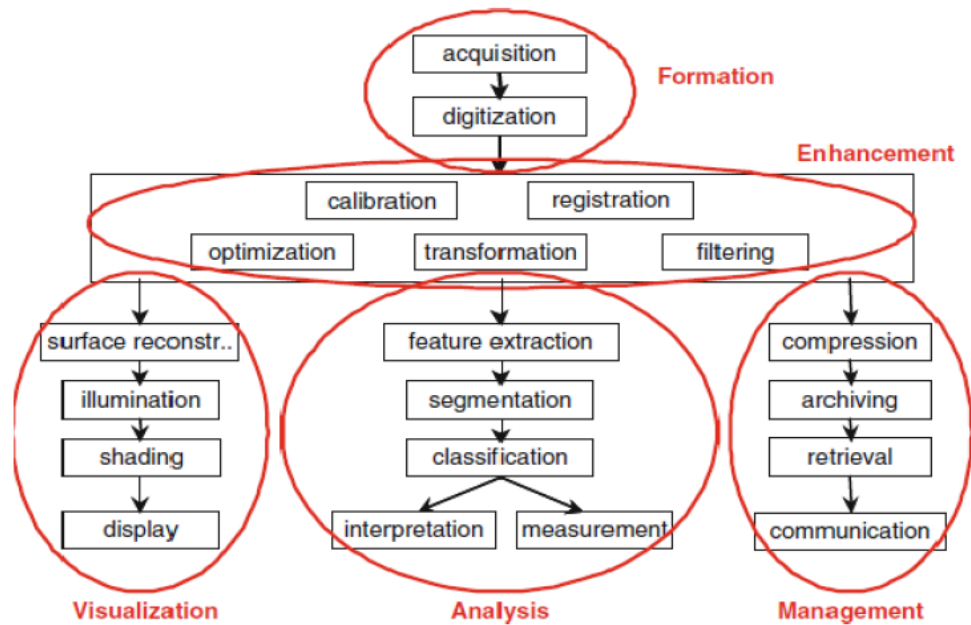 acquisition
Formation
digitization
Enhancement
calibration
registration
optimization
transformation
filtering
surface reconstr..
feature extraction
compression
illumination
segmentation
archiving
shading
classification
retrieval
display
interpretation
measurement
communication
Visualization
Analysis
Management